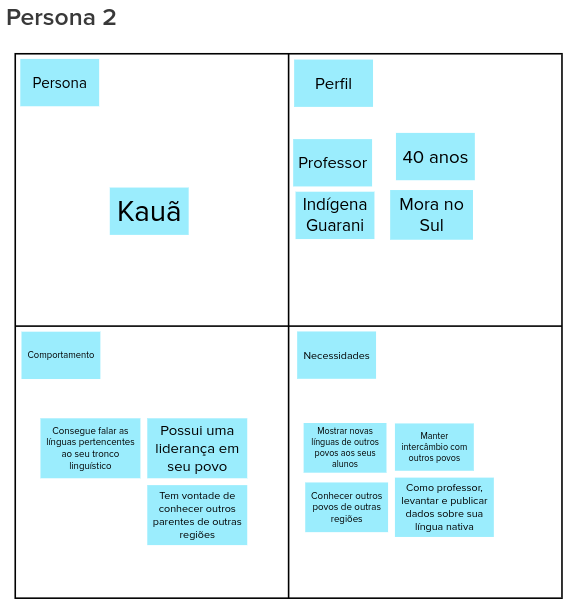 Persona 2
Persona
Kauã
Perfil
Professor
40 anos
Indígena
Guarani
Mora no
Sul
Comportamento
Consegue falar as
línguas pertencentes
ao seu tronco
linguístico
Possui uma
liderança em
seu povo
Tem vontade de
conhecer outros
parentes de outras
regiões
Necessidades
Mostrar novas
línguas de outros
povos aos seus
alunos
Manter
intercâmbio com
outros povos
Conhecer outros
povos de outras
regiões
Como professor,
levantar e publicar
dados sobre sua
língua nativa